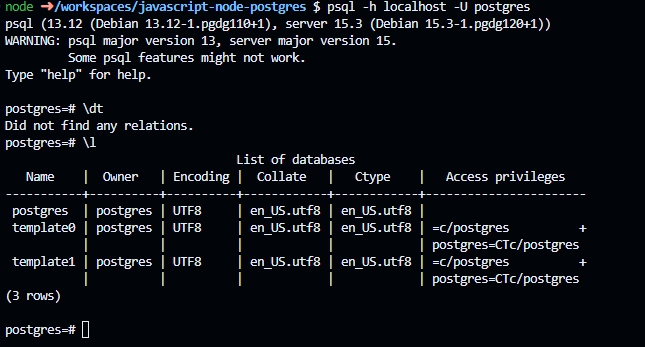 node ➜/workspaces/javascript-node-postgres $ psql -h localhost -U postgres
psql (13.12 (Debian 13.12-1.pgdg110+1), server 15.3 (Debian 15.3-1.pgdg120+1))
WARNING: psql major version 13, server major version 15.
         Some psql features might not work.
Type "help" for help.

postgres=# \dt
Did not find any relations.
postgres=# \l
                                 List of databases
   Name    |  Owner   | Encoding |  Collate   |   Ctype    |   Access privileges
-----------+----------+----------+------------+------------+-----------------------
 postgres  | postgres | UTF8     | en_US.utf8 | en_US.utf8 |
 template0 | postgres | UTF8     | en_US.utf8 | en_US.utf8 | =c/postgres          +
           |          |          |            |            | postgres=CTc/postgres
 template1 | postgres | UTF8     | en_US.utf8 | en_US.utf8 | =c/postgres          +
           |          |          |            |            | postgres=CTc/postgres
(3 rows)

postgres=#